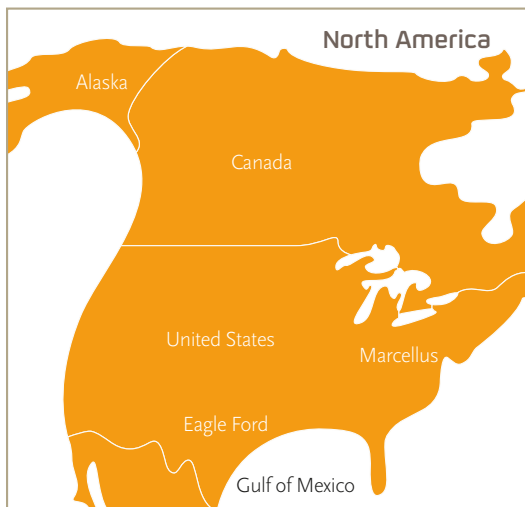 North America
Alaska
Canada
United States
Marcellus
Eagle Ford
Gulf of Mexico